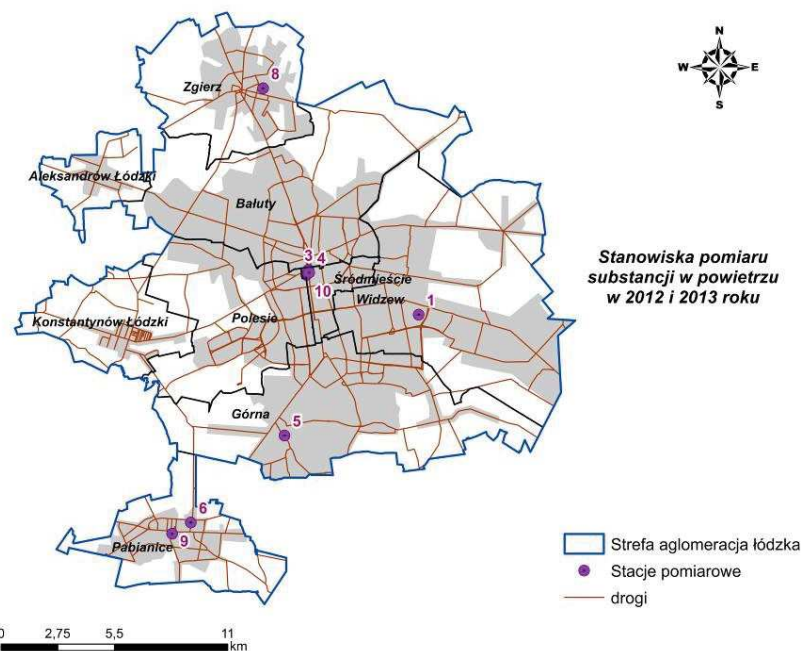 N
W E
S
8
Zgierz
Aleksandrów Łódzki
Bałuty
3 4
Śródmieście
10
Widzew
1
Konstantynów Łódzki
Polesie
Górna
5
6
9
Pabianice
Stanowiska pomiaru
substancji w powietrzu
w 2012 i 2013 roku
Strefa aglomeracja łódzka
Stacje pomiarowe
drogi
0 2,75 5,5 11
km